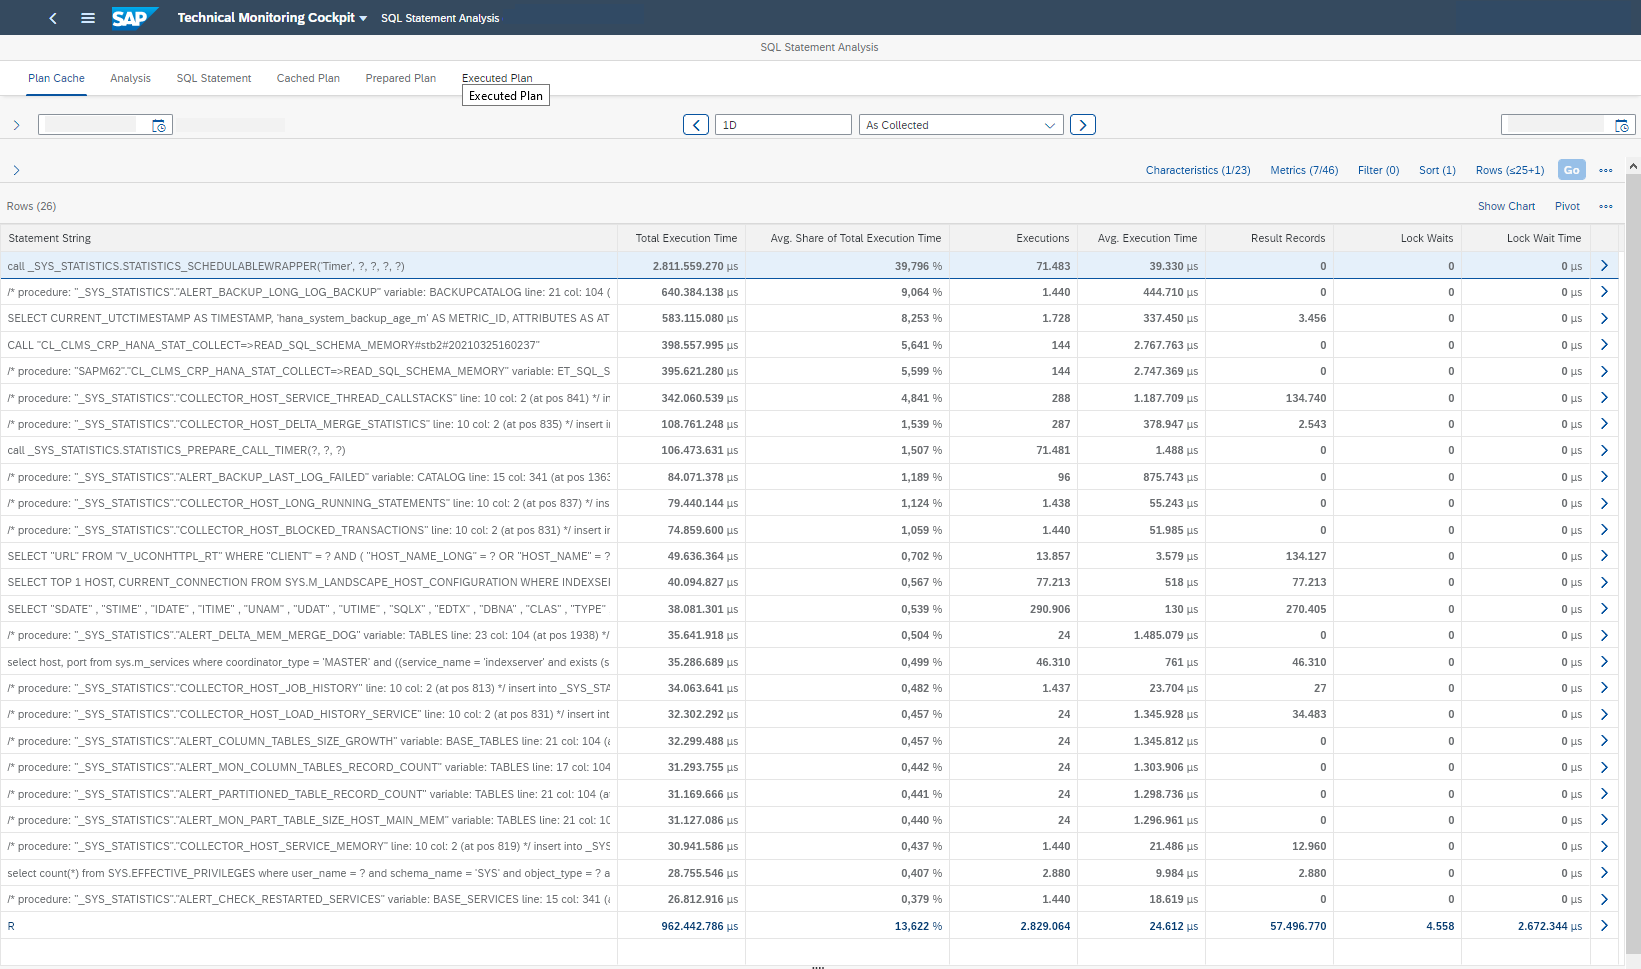 SAP Technical Monitoring Cockpit SQL Statement Analysis
SQL Statement Analysis
Plan Cache Analysis SQL Statement Cached Plan Prepared Plan Executed Plan
Executed Plan
1D As Collected
Characteristics (1/23) Metrics (7/46) Filter (0) Sort (1) Rows (≤25+1) Go
Rows (26) Show Chart Pivot
Statement String Total Execution Time Avg. Share of Total Execution Time Executions Avg. Execution Time Result Records Lock Waits Lock Wait Time
call _SYS_STATISTICS.STATISTICS_SCHEDULABLEWRAPPER('Timer', ?, ?, ?, ?) 2.811.559.270 µs 39,796 % 71.483 39.330 µs 0 0 0 µs
/* procedure: "_SYS_STATISTICS"."ALERT_BACKUP_LONG_LOG_BACKUP" variable: BACKUPCATALOG line: 21 col: 104 ( 640.384.138 µs 9,064 % 1.440 444.710 µs 0 0 0 µs
SELECT CURRENT_UTCTIMESTAMP AS TIMESTAMP, 'hana_system_backup_age_m' AS METRIC_ID, ATTRIBUTES AS AT 583.115.080 µs 8,253 % 1.728 337.450 µs 3.456 0 0 µs
CALL "CL_CLMS_CRP_HANA_STAT_COLLECT=>READ_SQL_SCHEMA_MEMORY#stb2#20210325160237" 398.557.995 µs 5,641 % 144 2.767.763 µs 0 0 0 µs
/* procedure: "SAPM62"."CL_CLMS_CRP_HANA_STAT_COLLECT=>READ_SQL_SCHEMA_MEMORY" variable: ET_SQL_S 395.621.280 µs 5,599 % 144 2.747.369 µs 0 0 0 µs
/* procedure: "_SYS_STATISTICS"."COLLECTOR_HOST_SERVICE_THREAD_CALLSTACKS" line: 10 col: 2 (at pos 841) */ in 342.060.539 µs 4,841 % 288 1.187.709 µs 134.740 0 0 µs
/* procedure: "_SYS_STATISTICS"."COLLECTOR_HOST_DELTA_MERGE_STATISTICS" line: 10 col: 2 (at pos 835) */ insert i 108.761.248 µs 1,539 % 287 378.947 µs 2.543 0 0 µs
call _SYS_STATISTICS.STATISTICS_PREPARE_CALL_TIMER(?, ?, ?) 106.473.631 µs 1,507 % 71.481 1.488 µs 0 0 0 µs
/* procedure: "_SYS_STATISTICS"."ALERT_BACKUP_LAST_LOG_FAILED" variable: CATALOG line: 15 col: 341 (at pos 1363 84.071.378 µs 1,189 % 96 875.743 µs 0 0 0 µs
/* procedure: "_SYS_STATISTICS"."COLLECTOR_HOST_LONG_RUNNING_STATEMENTS" line: 10 col: 2 (at pos 837) */ ins 79.440.144 µs 1,124 % 1.438 55.243 µs 0 0 0 µs
/* procedure: "_SYS_STATISTICS"."COLLECTOR_HOST_BLOCKED_TRANSACTIONS" line: 10 col: 2 (at pos 831) */ insert ir 74.859.600 µs 1,059 % 1.440 51.985 µs 0 0 0 µs
SELECT "URL" FROM "V_UCONHTTPL_RT" WHERE "CLIENT" = ? AND ( "HOST_NAME_LONG" = ? OR "HOST_NAME" = ? 49.636.364 µs 0,702 % 13.857 3.579 µs 134.127 0 0 µs
SELECT TOP 1 HOST, CURRENT_CONNECTION FROM SYS.M_LANDSCAPE_HOST_CONFIGURATION WHERE INDEXSEI 40.094.827 µs 0,567 % 77.213 518 µs 77.213 0 0 µs
SELECT "SDATE" , "STIME" , "IDATE" , "ITIME" , "UNAM" , "UDAT" , "UTIME" , "SQLX" , "EDTX" , "DBNA" , "CLAS" , "TYPE" 38.081.301 µs 0,539 % 290.906 130 µs 270.405 0 0 µs
/* procedure: "_SYS_STATISTICS"."ALERT_DELTA_MEM_MERGE_DOG" variable: TABLES line: 23 col: 104 (at pos 1938) */ 35.641.918 µs 0,504 % 24 1.485.079 µs 0 0 0 µs
select host, port from sys.m_services where coordinator_type = 'MASTER' and ((service_name = 'indexserver' and exists (s 35.286.689 µs 0,499 % 46.310 761 µs 46.310 0 0 µs
/* procedure: "_SYS_STATISTICS"."COLLECTOR_HOST_JOB_HISTORY" line: 10 col: 2 (at pos 813) */ insert into _SYS_STA 34.063.641 µs 0,482 % 1.437 23.704 µs 27 0 0 µs
/* procedure: "_SYS_STATISTICS"."COLLECTOR_HOST_LOAD_HISTORY_SERVICE" line: 10 col: 2 (at pos 831) */ insert int 32.302.292 µs 0,457 % 24 1.345.928 µs 34.483 0 0 µs
/* procedure: "_SYS_STATISTICS"."ALERT_COLUMN_TABLES_SIZE_GROWTH" variable: BASE_TABLES line: 21 col: 104 (a 32.299.488 µs 0,457 % 24 1.345.812 µs 0 0 0 µs
/* procedure: "_SYS_STATISTICS"."ALERT_MON_COLUMN_TABLES_RECORD_COUNT" variable: TABLES line: 17 col: 104 31.293.755 µs 0,442 % 24 1.303.906 µs 0 0 0 µs
/* procedure: "_SYS_STATISTICS"."ALERT_PARTITIONED_TABLE_RECORD_COUNT" variable: TABLES line: 21 col: 104 (a 31.169.666 µs 0,441 % 24 1.298.736 µs 0 0 0 µs
/* procedure: "_SYS_STATISTICS"."ALERT_MON_PART_TABLE_SIZE_HOST_MAIN_MEM" variable: TABLES line: 21 col: 10 31.127.086 µs 0,440 % 24 1.296.961 µs 0 0 0 µs
/* procedure: "_SYS_STATISTICS"."COLLECTOR_HOST_SERVICE_MEMORY" line: 10 col: 2 (at pos 819) */ insert into _SYS 30.941.586 µs 0,437 % 1.440 21.486 µs 12.960 0 0 µs
select count(*) from SYS.EFFECTIVE_PRIVILEGES where user_name = ? and schema_name = 'SYS' and object_type = ? a 28.755.546 µs 0,407 % 2.880 9.984 µs 2.880 0 0 µs
/* procedure: "_SYS_STATISTICS"."ALERT_CHECK_RESTARTED_SERVICES" variable: BASE_SERVICES line: 15 col: 341 (a 26.812.916 µs 0,379 % 1.440 18.619 µs 0 0 0 µs
R 962.442.786 µs 13,622 % 2.829.064 24.612 µs 57.496.770 4.558 2.672.344 µs